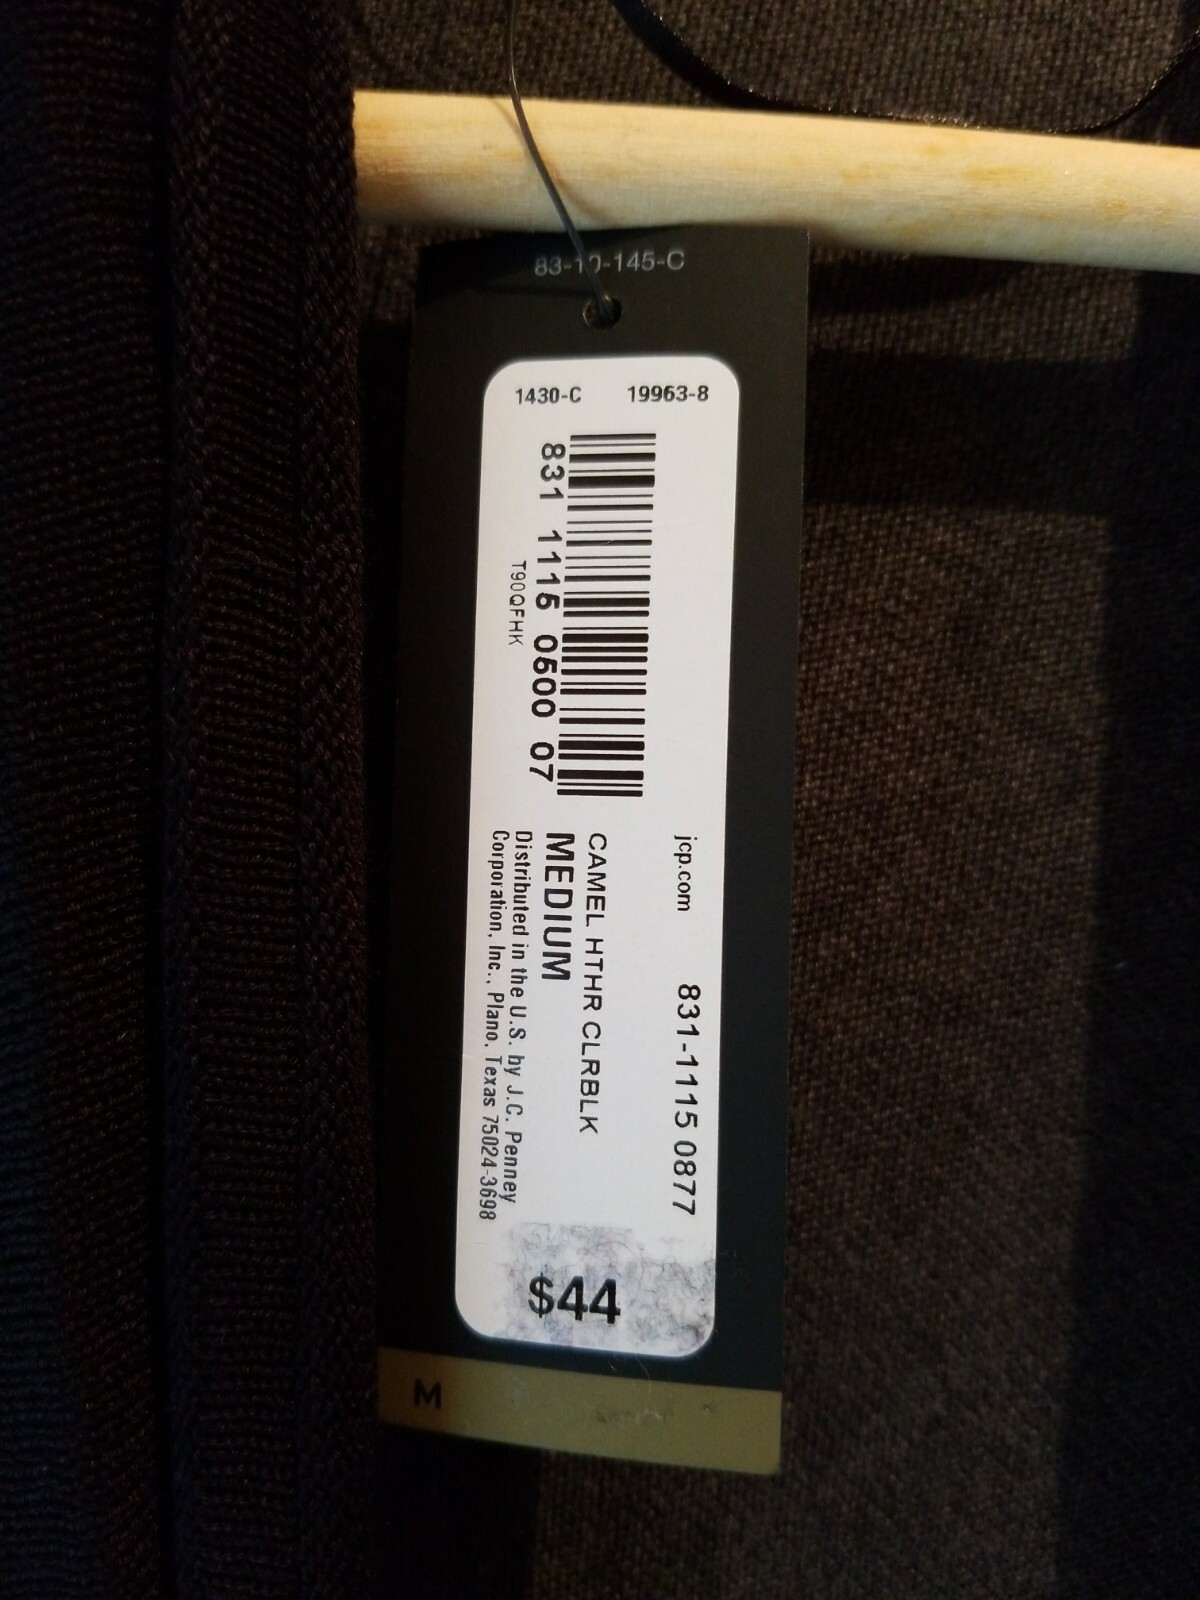 83-10-145-C
1430-C 19963-8
831 1115 0500 07
T90QFHK
jcp.com 831-1115 0877
CAMEL HTHR CLRBLK
MEDIUM
Distributed in the U.S. by J.C. Penney
Corporation, Inc., Plano, Texas 75024-3698
$44
M